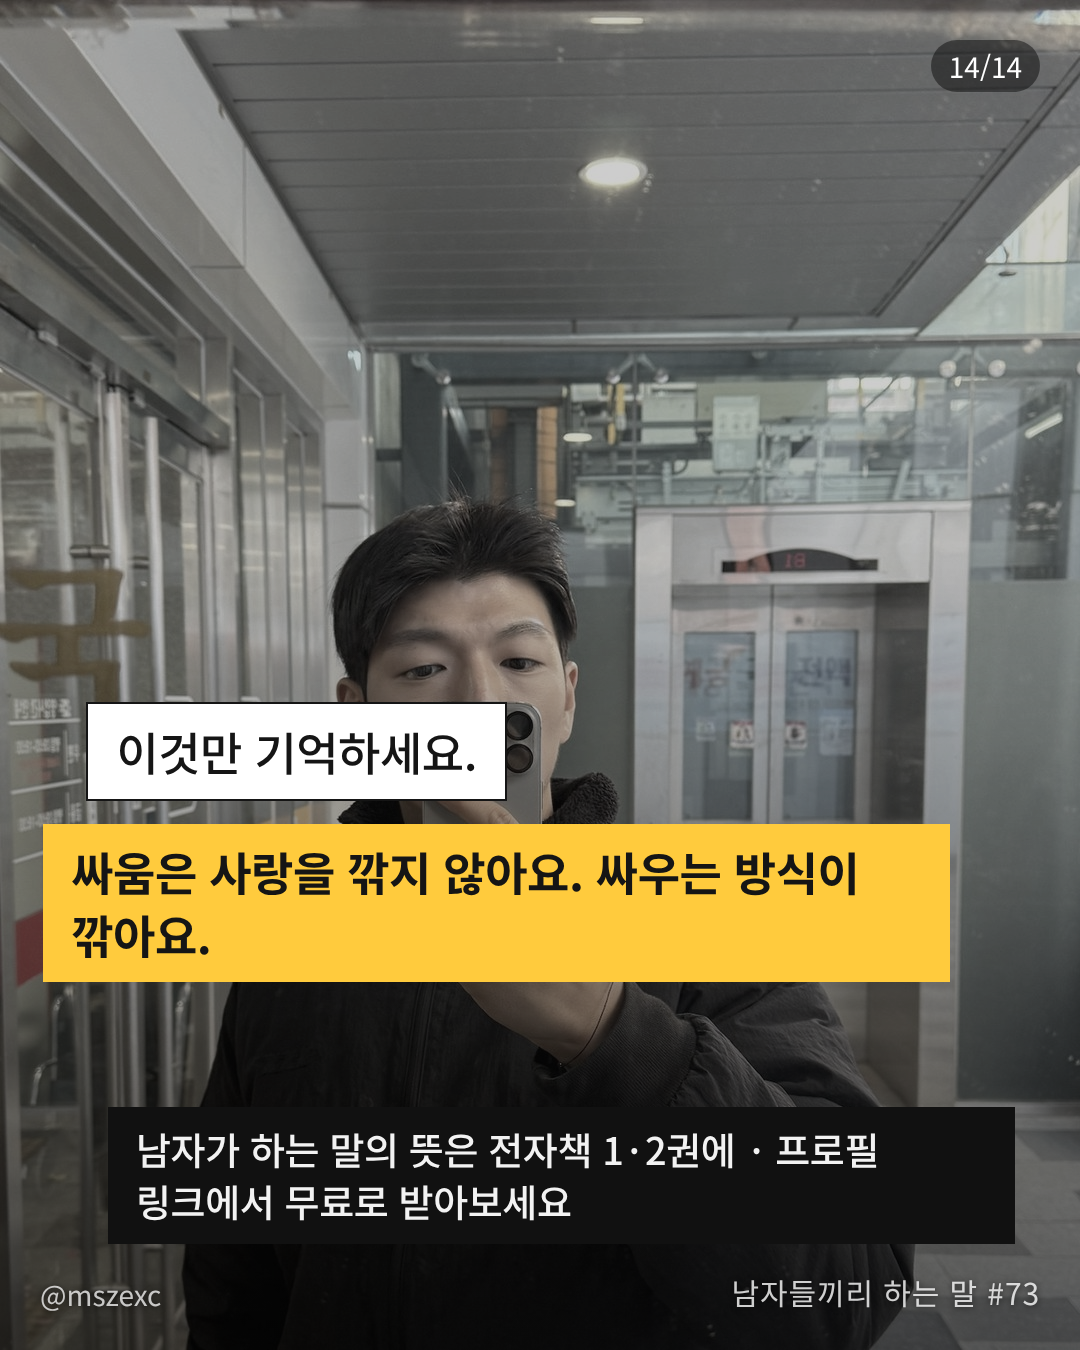 14/14
이것만 기억하세요.
싸움은 사랑을 깎지 않아요. 싸우는 방식이
깎아요.
남자가 하는 말의 뜻은 전자책 1·2권에 · 프로필
링크에서 무료로 받아보세요
@mszexc
남자들끼리 하는 말 #73